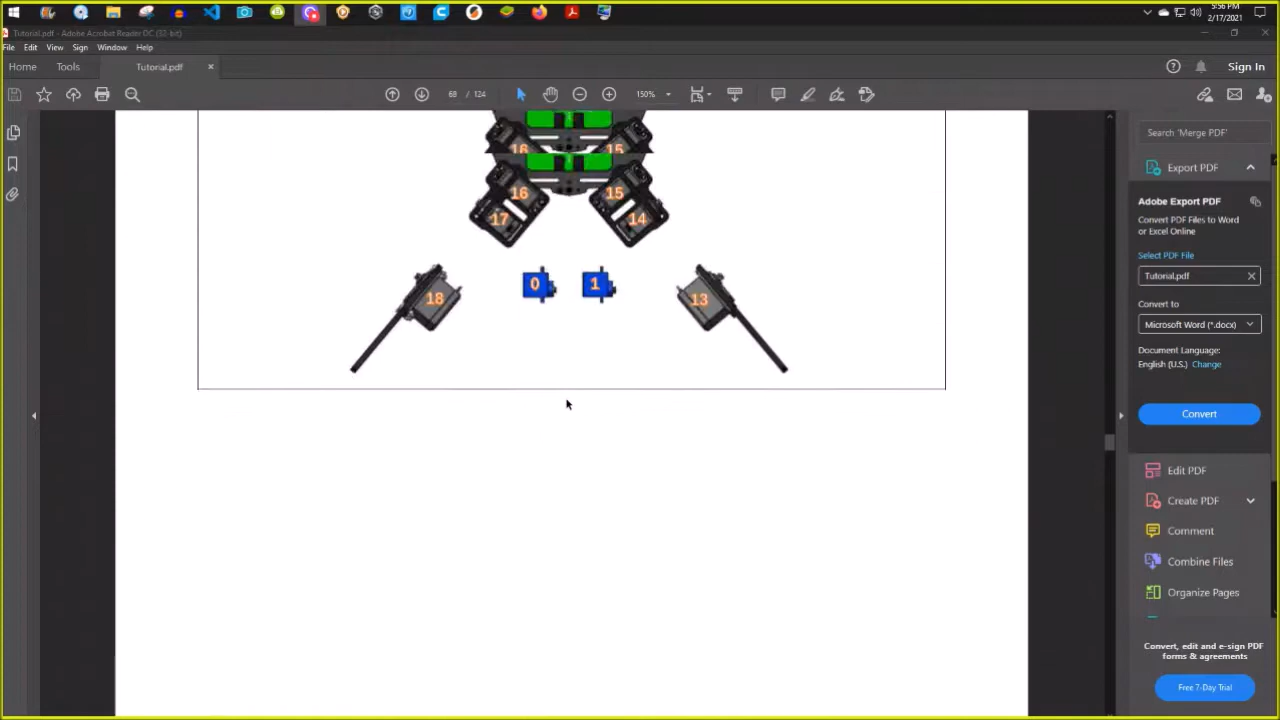 5:56 PM
2/17/2021
Tutorial.pdf - Adobe Acrobat Reader DC (32-bit)
File Edit View Sign Window Help
Home Tools Tutorial.pdf × Sign In
68 / 124 150%
16 15
16 15
17 14
18 0 1 13
Search 'Merge PDF'
Export PDF
Adobe Export PDF
Convert PDF Files to Word
or Excel Online
Select PDF File
Tutorial.pdf
Convert to
Microsoft Word (*.docx)
Document Language:
English (U.S.) Change
Convert
Edit PDF
Create PDF
Comment
Combine Files
Organize Pages
Convert, edit and e-sign PDF
forms & agreements
Free 7-Day Trial